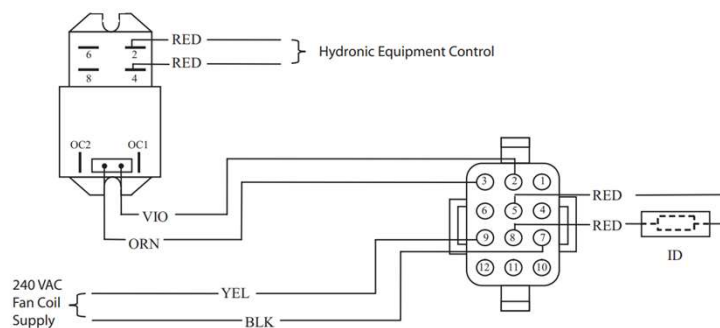 RED
6 2 Hydronic Equipment Control
RED
8 4
OC2 OC1
3 2 1
RED
VIO 6 5 4
RED
ORN 9 8 7
ID
240 VAC
YEL 12 11 10
Fan Coil
Supply BLK